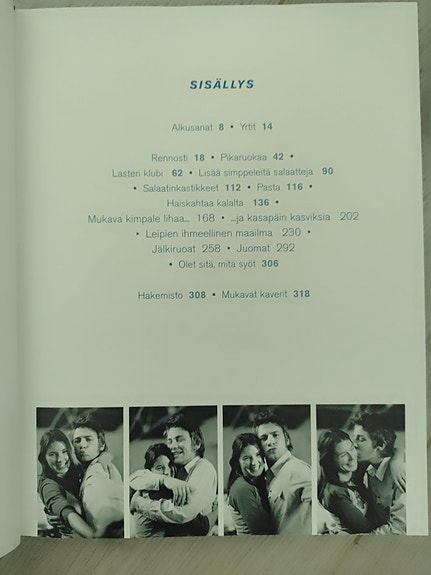 SISÄLLYS
Alkusanat 8 • Yrtit 14
Rennosti 18 • Pikaruokaa 42 •
Lasten klubi 62 • Lisää simppeleitä salaatteja 90
• Salaatinkastikkeet 112 • Pasta 116 •
Haiskahtaa kalalta 136 •
Mukava kimpale lihaa... 168 • ...ja kasapäin kasviksia 202
• Leipien ihmeellinen maailma 230 •
Jälkiruoat 258 • Juomat 292
• Olet sitä, mitä syöt 306
Hakemisto 308 • Mukavat kaverit 318